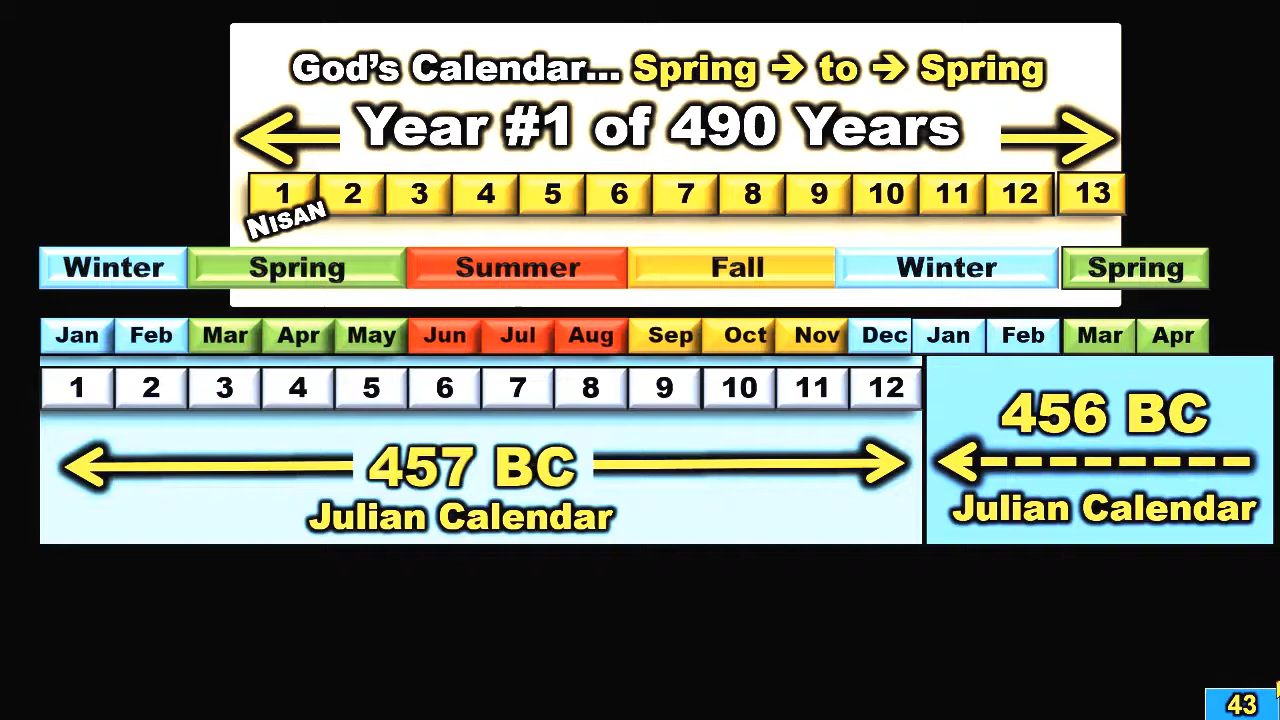 God's Calendar... Spring → to → Spring
Year #1 of 490 Years
1 2 3 4 5 6 7 8 9 10 11 12 13
Nisan
Winter Spring Summer Fall Winter Spring
Jan Feb Mar Apr May Jun Jul Aug Sep Oct Nov Dec Jan Feb Mar Apr
1 2 3 4 5 6 7 8 9 10 11 12
457 BC
Julian Calendar
456 BC
Julian Calendar
43